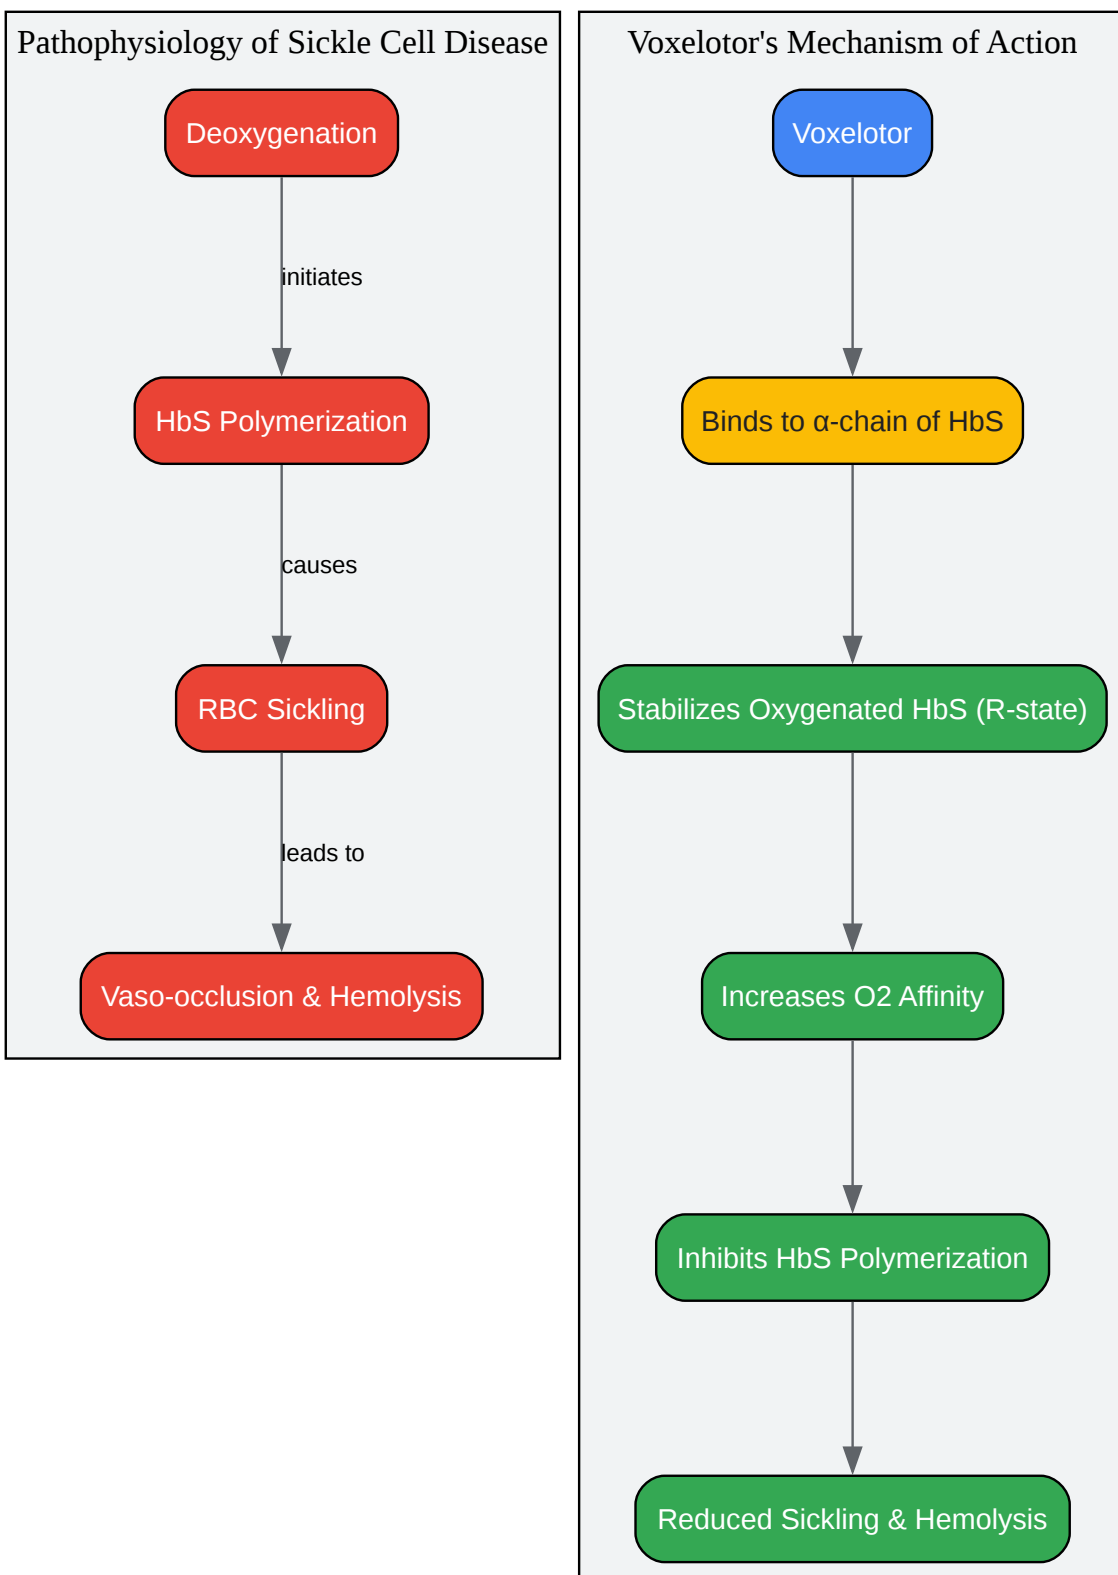 Pathophysiology of Sickle Cell Disease
Deoxygenation
initiates
HbS Polymerization
causes
RBC Sickling
leads to
Vaso-occlusion & Hemolysis
Voxelotor's Mechanism of Action
Voxelotor
Binds to α-chain of HbS
Stabilizes Oxygenated HbS (R-state)
Increases O2 Affinity
Inhibits HbS Polymerization
Reduced Sickling & Hemolysis